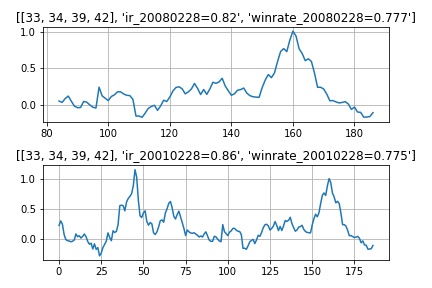 [[33, 34, 39, 42], 'ir_20080228=0.82', 'winrate_20080228=0.777']
1.0
0.5
0.0
80 100 120 140 160 180
[[33, 34, 39, 42], 'ir_20010228=0.86', 'winrate_20010228=0.775']
1.0
0.5
0.0
0 25 50 75 100 125 150 175